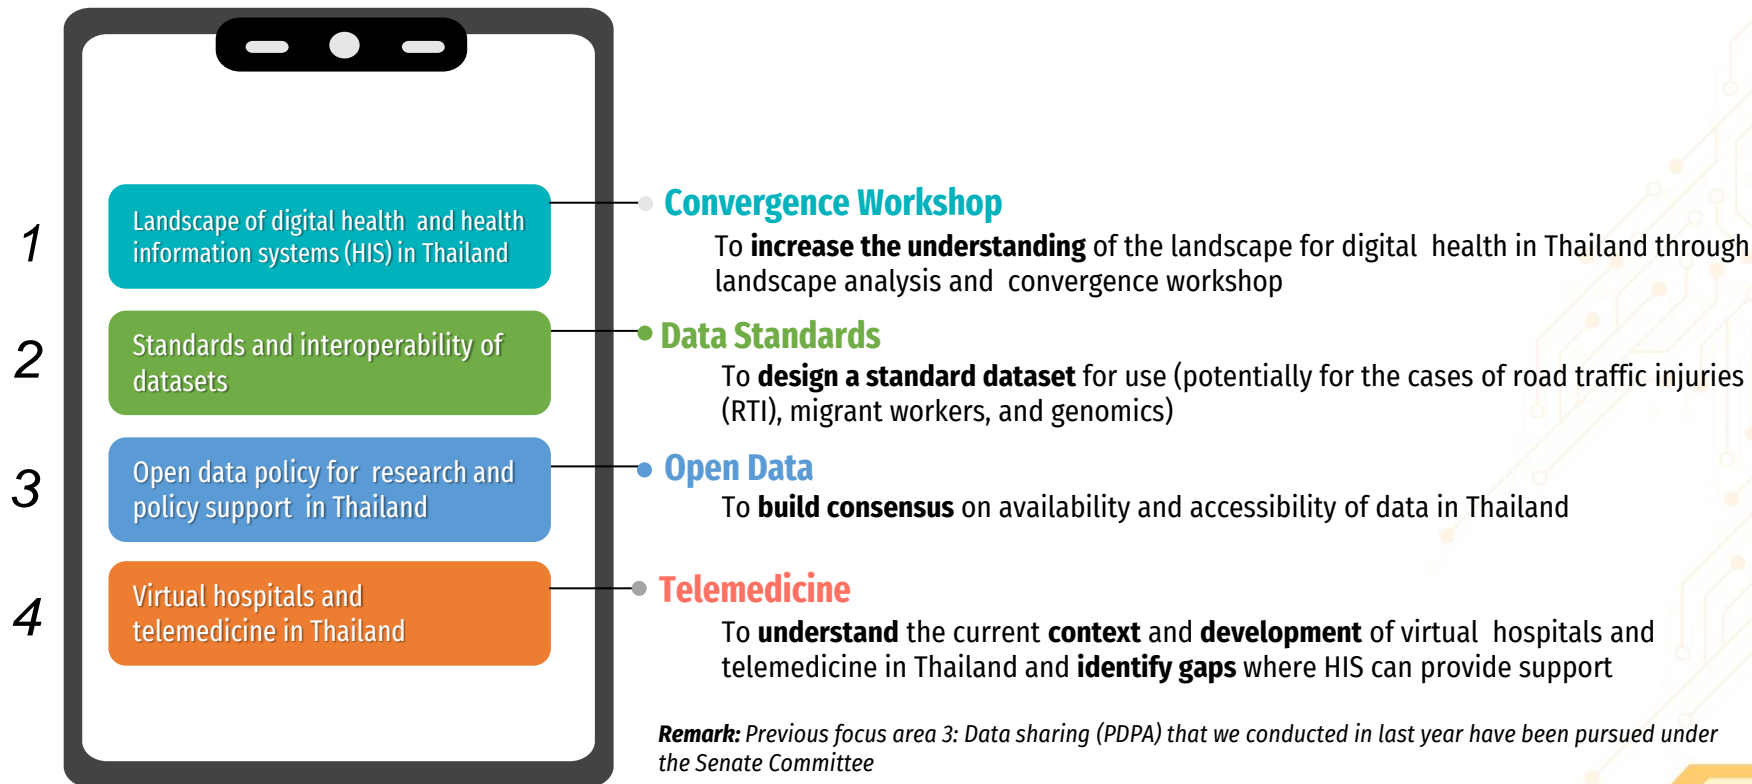 1
Landscape of digital health and health
information systems (HIS) in Thailand
Convergence Workshop
To increase the understanding of the landscape for digital health in Thailand through
landscape analysis and convergence workshop
2
Standards and interoperability of
datasets
Data Standards
To design a standard dataset for use (potentially for the cases of road traffic injuries
(RTI), migrant workers, and genomics)
3
Open data policy for research and
policy support in Thailand
Open Data
To build consensus on availability and accessibility of data in Thailand
4
Virtual hospitals and
telemedicine in Thailand
Telemedicine
To understand the current context and development of virtual hospitals and
telemedicine in Thailand and identify gaps where HIS can provide support
Remark: Previous focus area 3: Data sharing (PDPA) that we conducted in last year have been pursued under
the Senate Committee